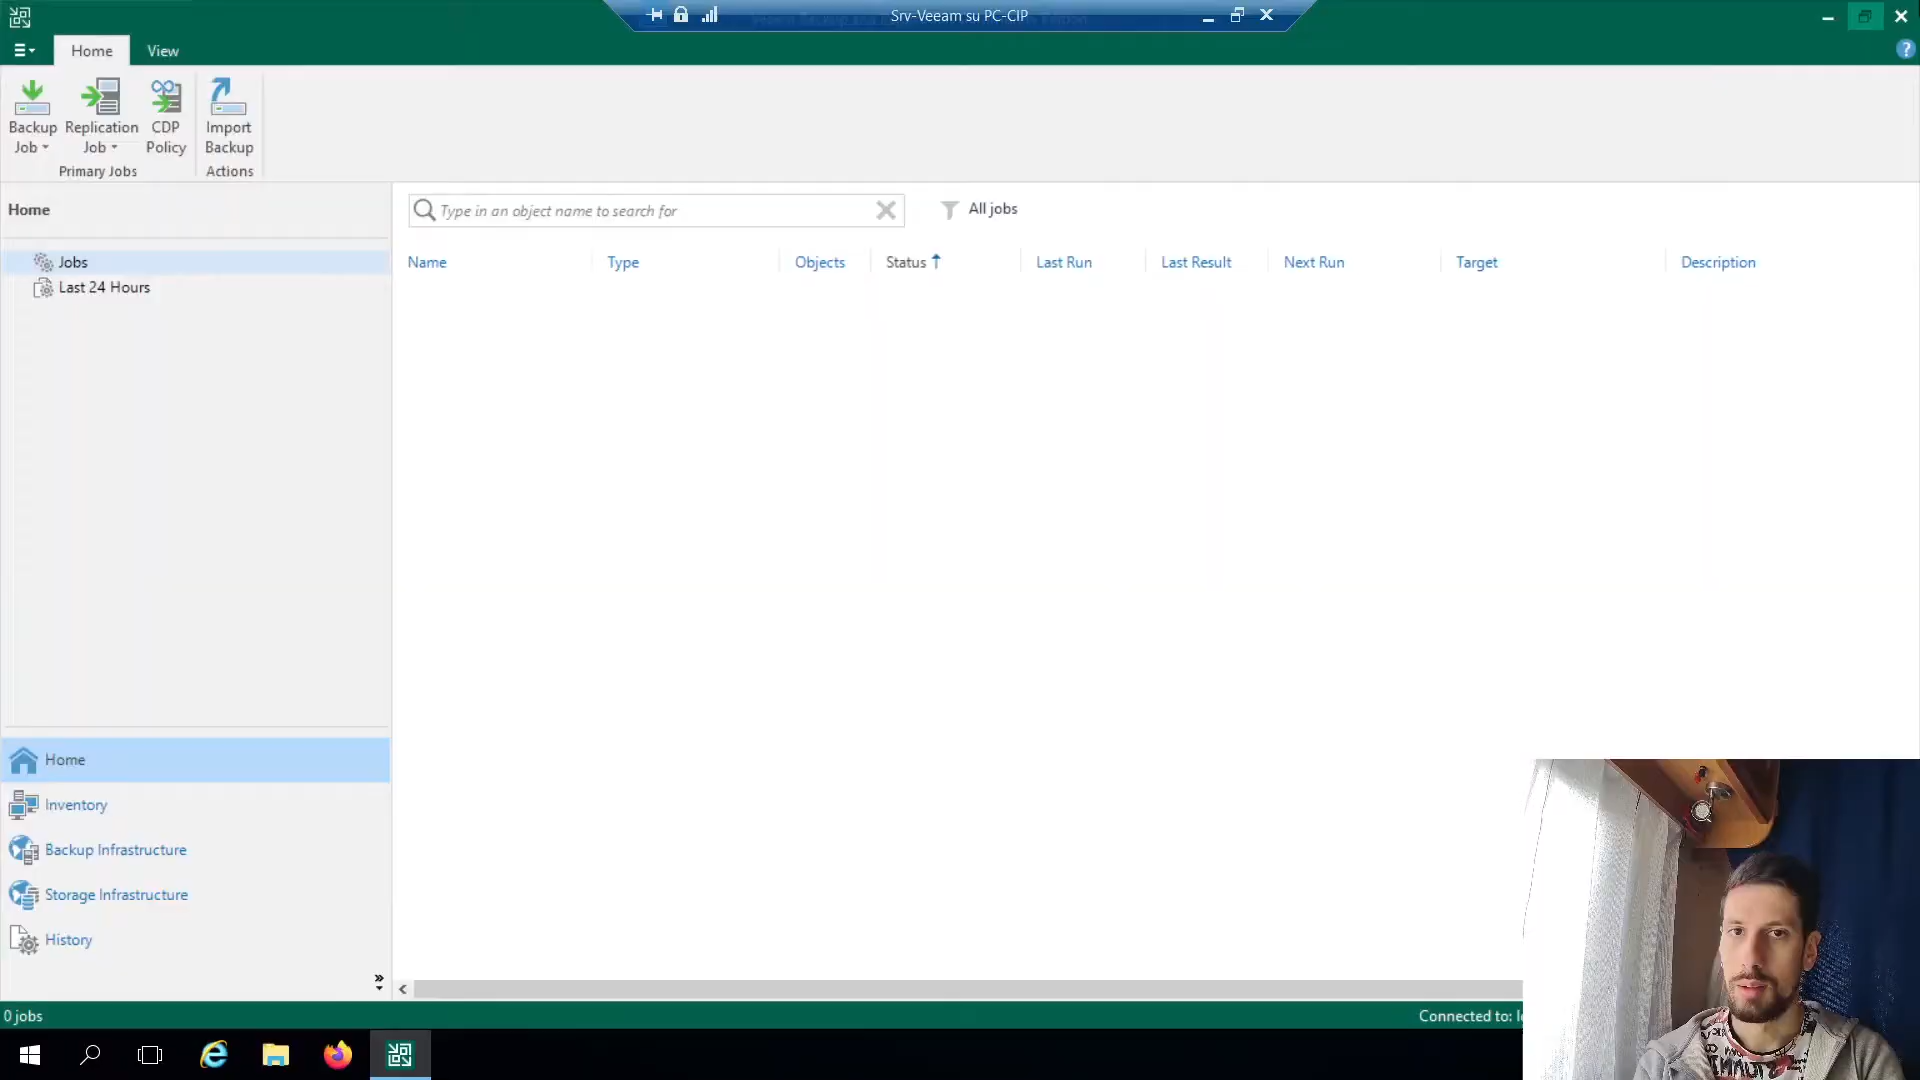 Srv-Veeam su PC-CIP
Home
View
Backup Job
Replication Job
CDP Policy
Import Backup
Primary Jobs
Actions
Home
Type in an object name to search for
All jobs
Jobs
Last 24 Hours
Name
Type
Objects
Status
Last Run
Last Result
Next Run
Target
Description
Home
Inventory
Backup Infrastructure
Storage Infrastructure
History
0 jobs
Connected to: